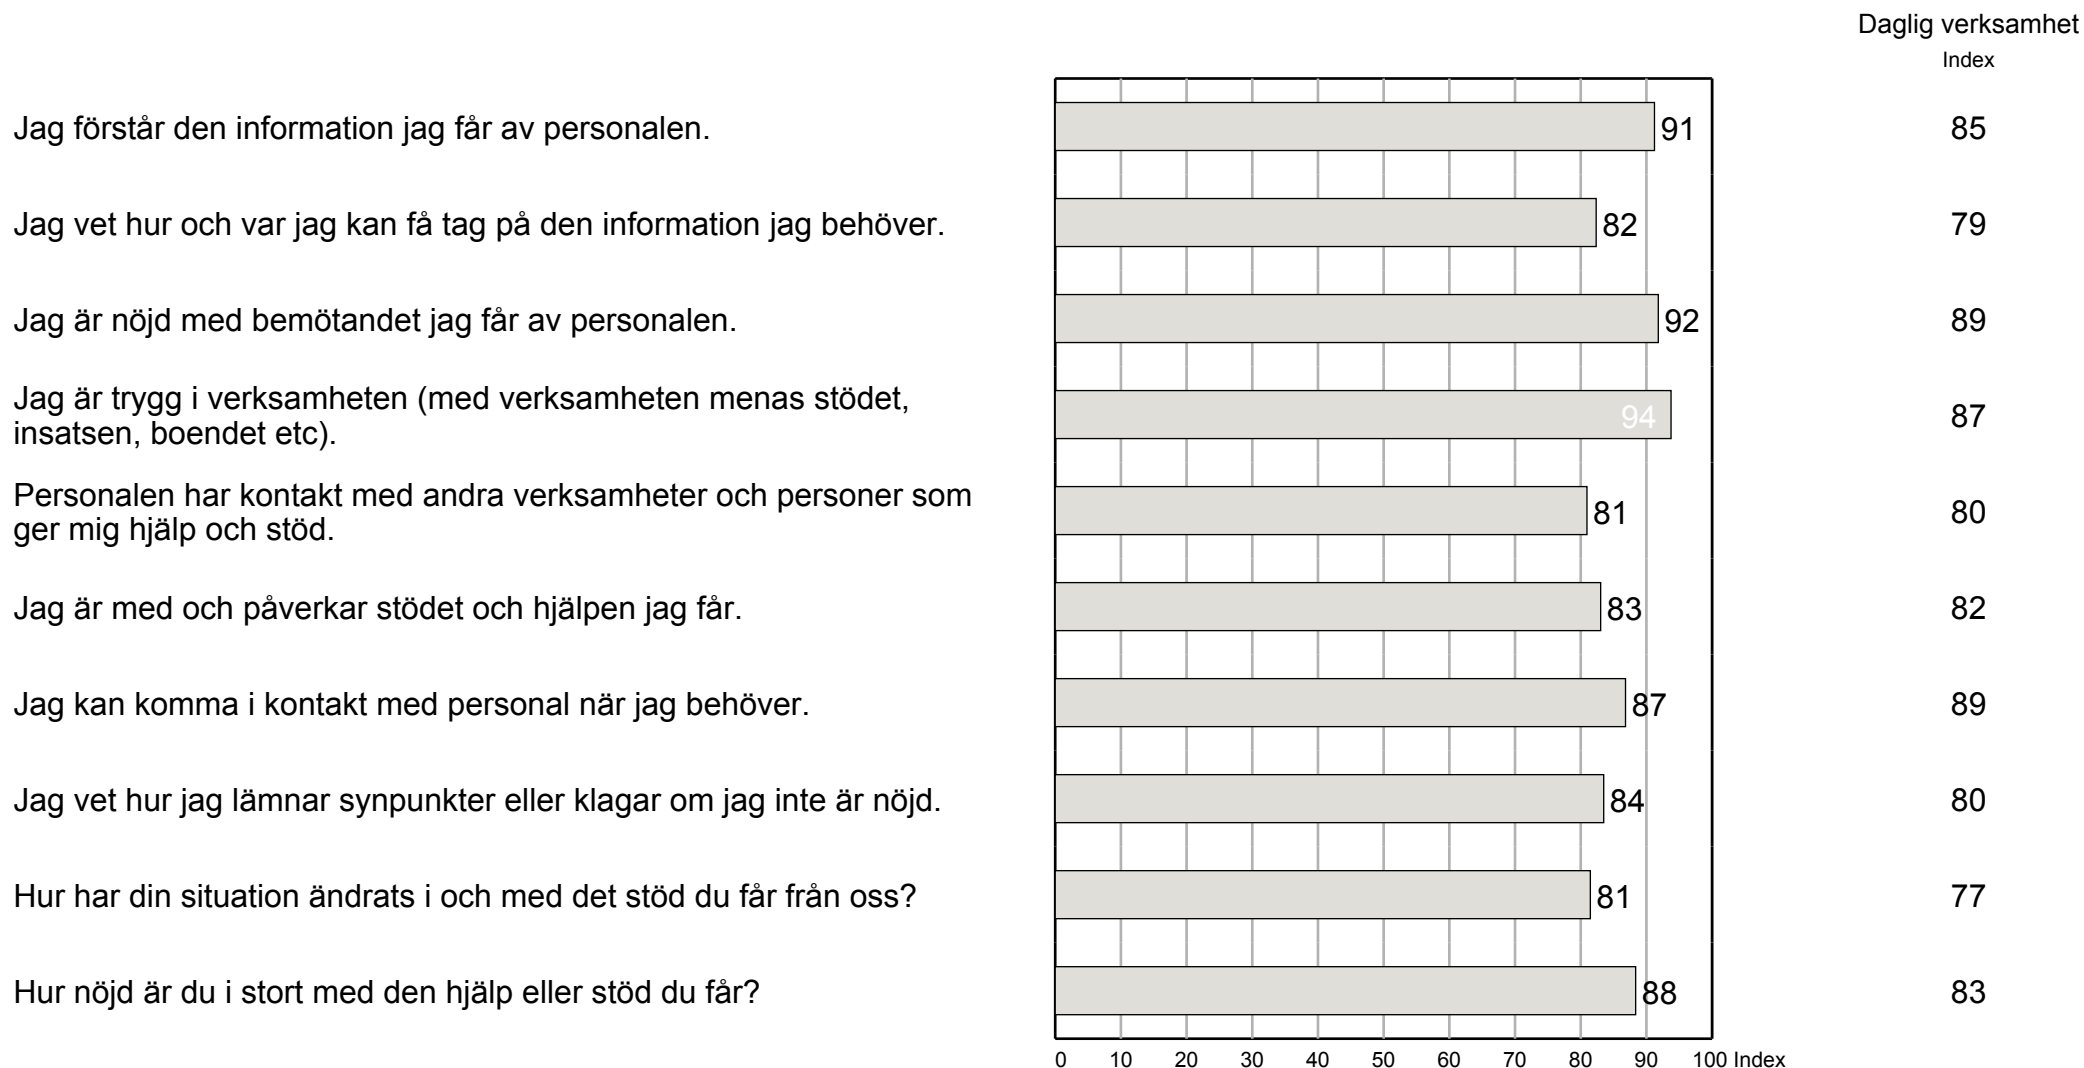 Daglig verksamhet
Index
Jag förstår den information jag får av personalen. 91 85
Jag vet hur och var jag kan få tag på den information jag behöver. 82 79
Jag är nöjd med bemötandet jag får av personalen. 92 89
Jag är trygg i verksamheten (med verksamheten menas stödet,
insatsen, boendet etc). 94 87
Personalen har kontakt med andra verksamheter och personer som
ger mig hjälp och stöd. 81 80
Jag är med och påverkar stödet och hjälpen jag får. 83 82
Jag kan komma i kontakt med personal när jag behöver. 87 89
Jag vet hur jag lämnar synpunkter eller klagar om jag inte är nöjd. 84 80
Hur har din situation ändrats i och med det stöd du får från oss? 81 77
Hur nöjd är du i stort med den hjälp eller stöd du får? 88 83
0 10 20 30 40 50 60 70 80 90 100 Index